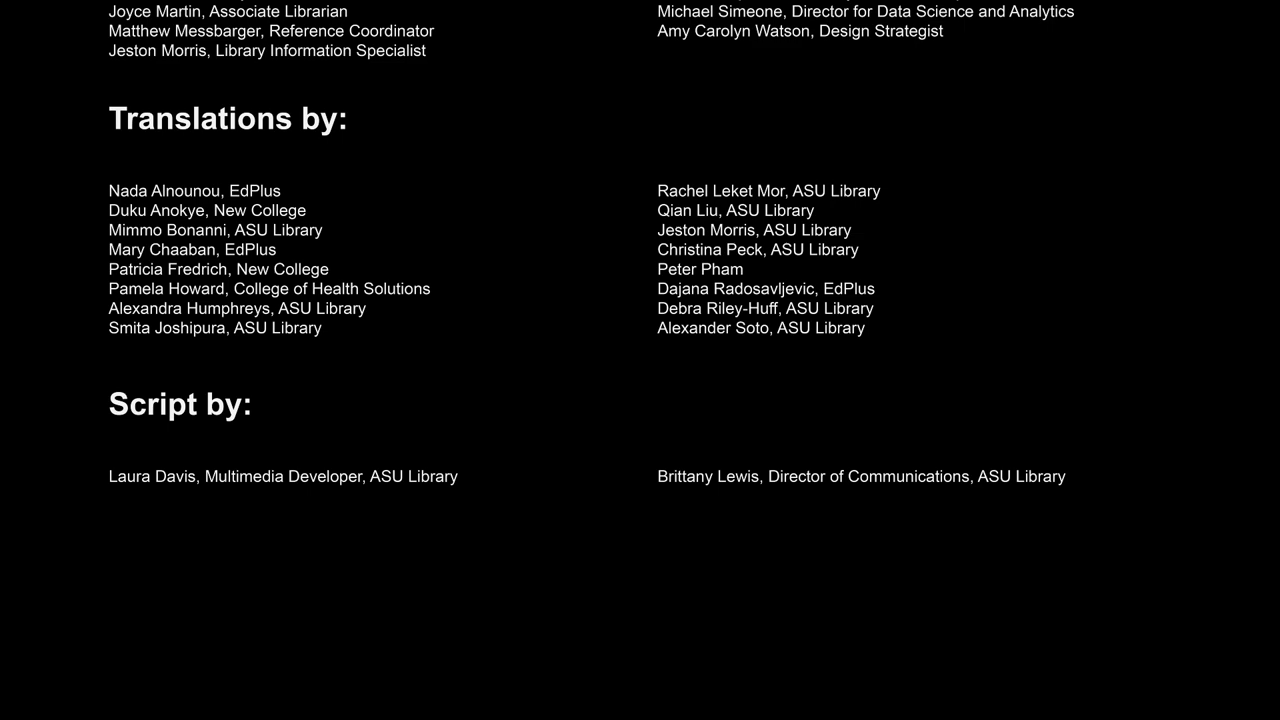 Joyce Martin, Associate Librarian
Matthew Messbarger, Reference Coordinator
Jeston Morris, Library Information Specialist
Michael Simeone, Director for Data Science and Analytics
Amy Carolyn Watson, Design Strategist
Translations by:
Nada Alnounou, EdPlus
Duku Anokye, New College
Mimmo Bonanni, ASU Library
Mary Chaaban, EdPlus
Patricia Fredrich, New College
Pamela Howard, College of Health Solutions
Alexandra Humphreys, ASU Library
Smita Joshipura, ASU Library
Rachel Leket Mor, ASU Library
Qian Liu, ASU Library
Jeston Morris, ASU Library
Christina Peck, ASU Library
Peter Pham
Dajana Radosavljevic, EdPlus
Debra Riley-Huff, ASU Library
Alexander Soto, ASU Library
Script by:
Laura Davis, Multimedia Developer, ASU Library
Brittany Lewis, Director of Communications, ASU Library